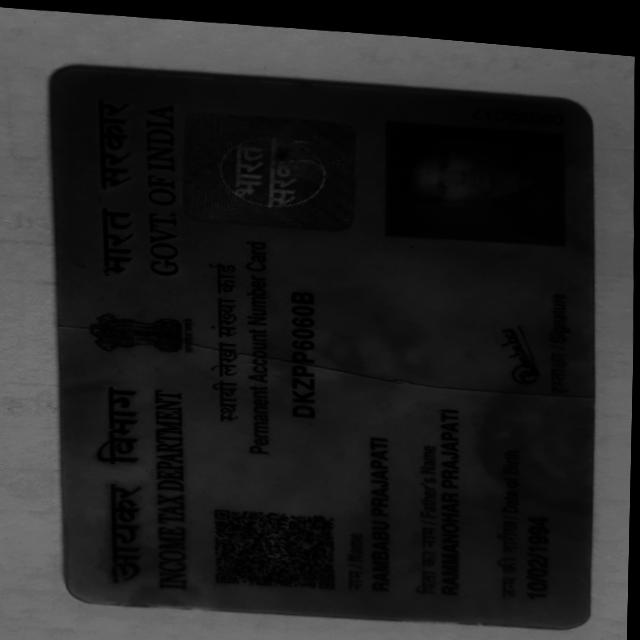 आयकर विभाग
INCOME TAX DEPARTMENT
भारत सरकार
GOVT. OF INDIA
स्थायी लेखा संख्या कार्ड
Permanent Account Number Card
DKZPP6060B
भारत
नाम / Name
RAMBABU PRAJAPATI
पिता का नाम / Father's Name
RAMMANOHAR PRAJAPATI
जन्म की तारीख / Date of Birth
10/02/1994
हस्ताक्षर / Signature